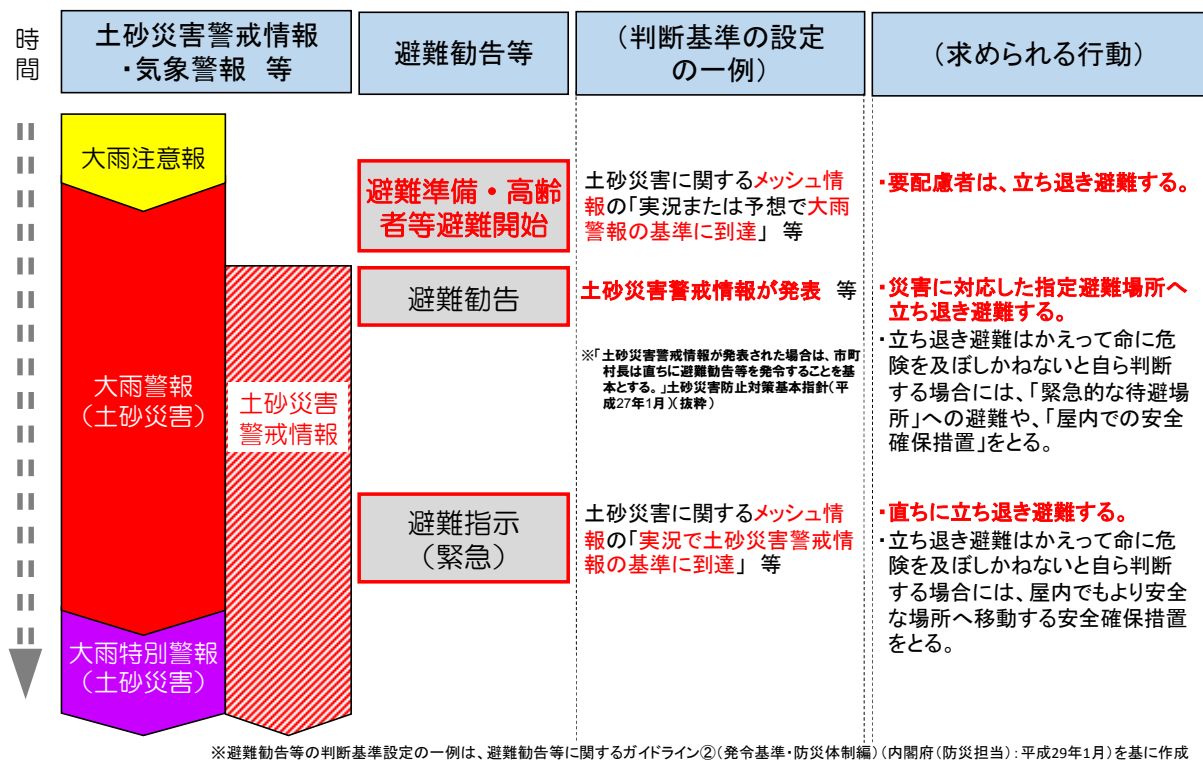 時
間
土砂災害警戒情報
・気象警報 等
避難勧告等
(判断基準の設定
の一例)
(求められる行動)
大雨注意報
大雨警報
(土砂災害)
大雨特別警報
(土砂災害)
土砂災害
警戒情報
避難準備・高齢
者等避難開始
土砂災害に関するメッシュ情
報の「実況または予想で大雨
警報の基準に到達」 等
・要配慮者は、立ち退き避難する。
避難勧告
土砂災害警戒情報が発表 等
※「土砂災害警戒情報が発表された場合は、市町
村長は直ちに避難勧告等を発令することを基
本とする。」土砂災害防止対策基本指針(平
成27年1月)(抜粋)
・災害に対応した指定避難場所へ
立ち退き避難する。
・立ち退き避難はかえって命に危
険を及ぼしかねないと自ら判断
する場合には、「緊急的な待避場
所」への避難や、「屋内での安全
確保措置」をとる。
避難指示
(緊急)
土砂災害に関するメッシュ情
報の「実況で土砂災害警戒情
報の基準に到達」 等
・直ちに立ち退き避難する。
・立ち退き避難はかえって命に危
険を及ぼしかねないと自ら判断
する場合には、屋内でもより安全
な場所へ移動する安全確保措置
をとる。
※避難勧告等の判断基準設定の一例は、避難勧告等に関するガイドライン②(発令基準・防災体制編)(内閣府(防災担当):平成29年1月)を基に作成